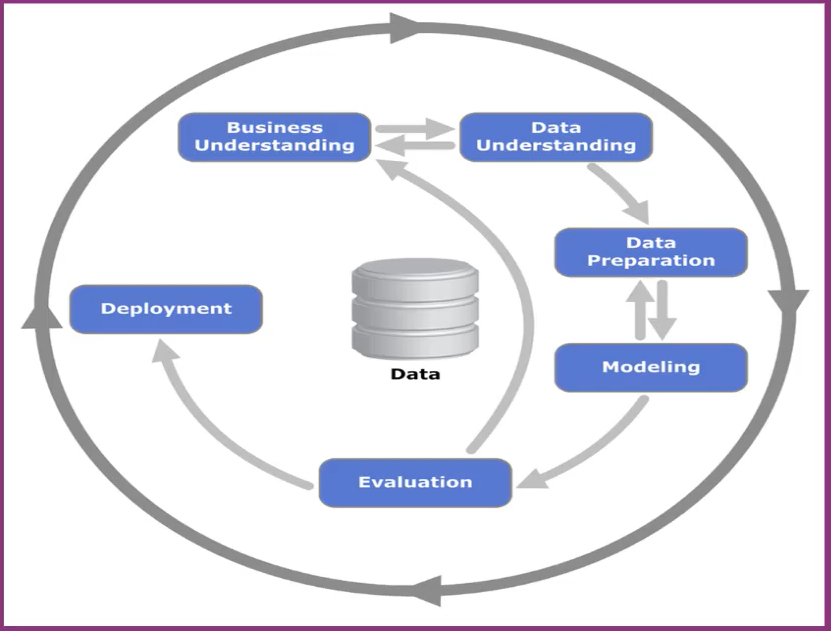 Business
Understanding
Data
Understanding
Data
Preparation
Deployment
Modeling
Data
Evaluation